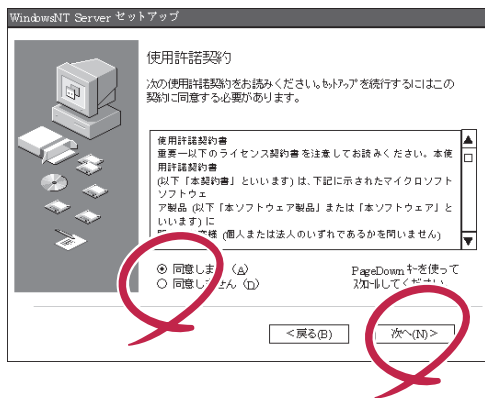 WindowsNT Server セットアップ
使用許諾契約
次の使用許諾契約をお読みください。ｾｯﾄｱｯﾌﾟを続行するにはこの
契約に同意する必要があります。
使用許諾契約書
重要－以下のライセンス契約書を注意してお読みください。本使
用許諾契約書
(以下「本契約書」といいます) は、下記に示されたマイクロソフト
ソフトウェ
ア製品 (以下「本ソフトウェア製品」または「本ソフトウェア」と
いいます) に
様 (個人または法人のいずれであるかを問いません)
同意しま (A)
同意し せん (D)
PageDown ｷｰを使って
ｽｸﾛｰﾙしてください
<戻る(B)
次へ(N)>